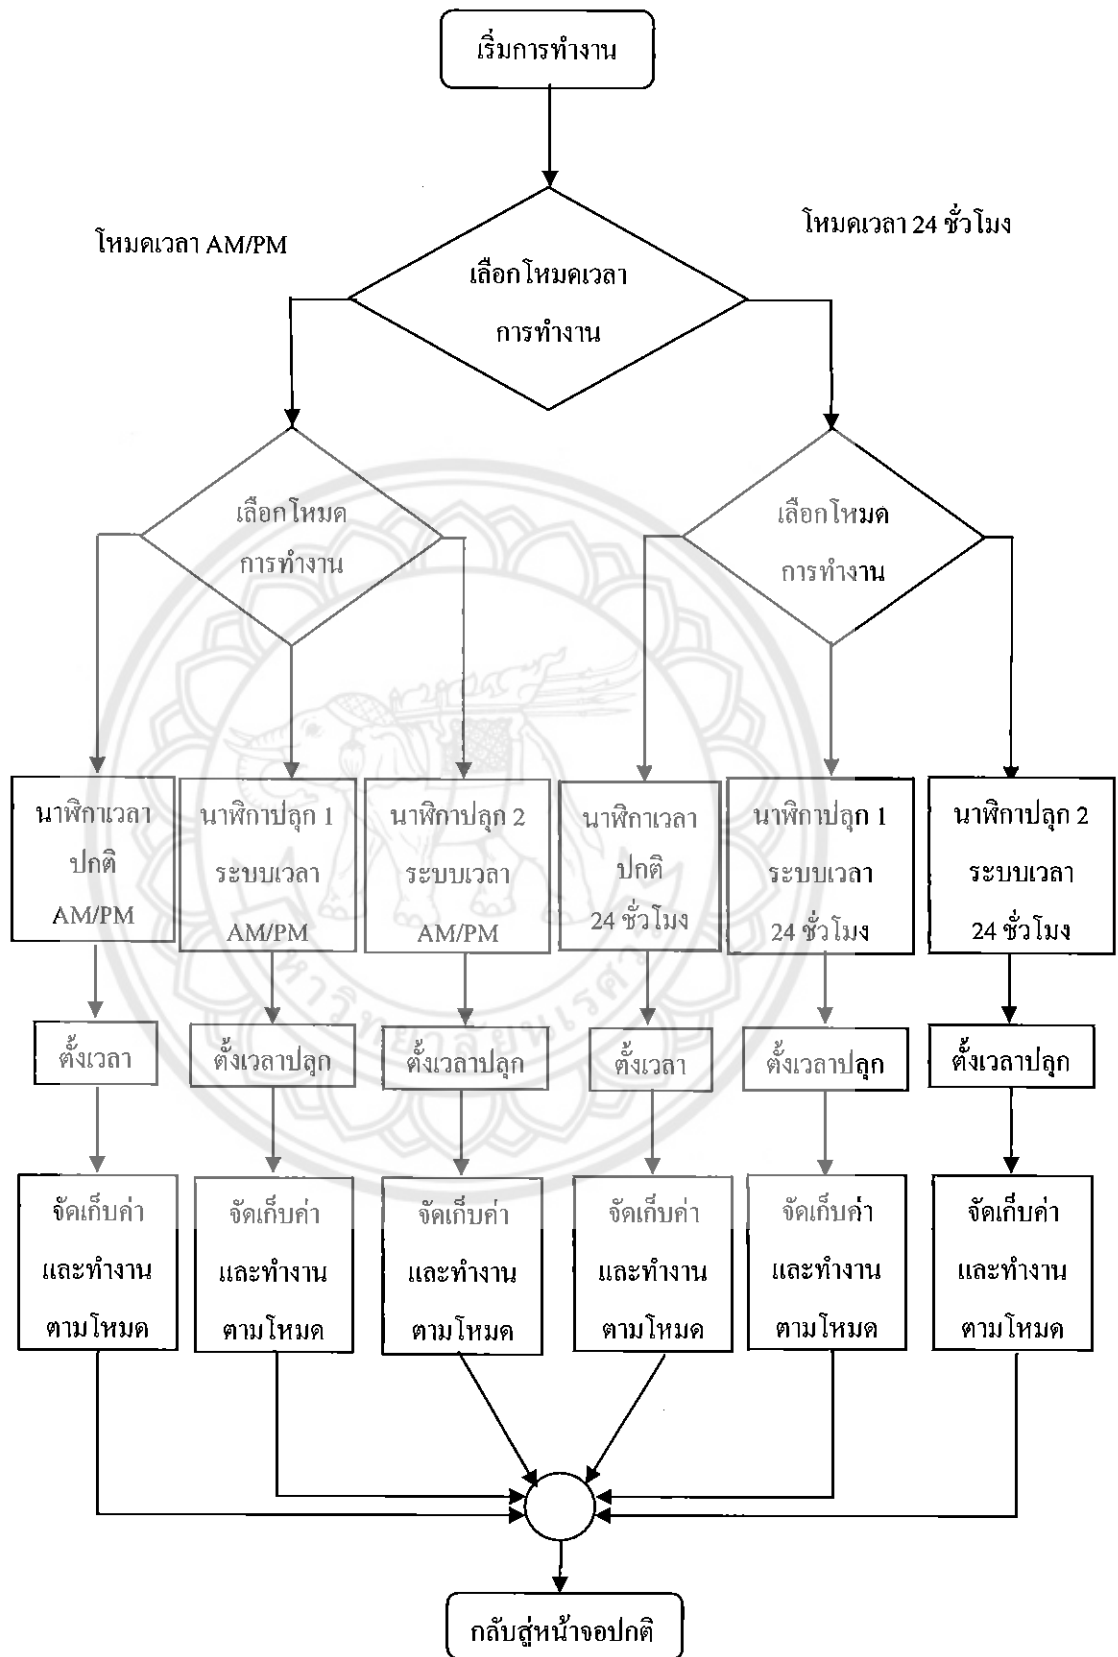 เริ่มการทำงาน
โหมดเวลา AM/PM
โหมดเวลา 24 ชั่วโมง
เลือกโหมดเวลา
การทำงาน
เลือกโหมด
การทำงาน
เลือกโหมด
การทำงาน
นาฬิกาเวลา
ปกติ
AM/PM
นาฬิกาปลุก 1
ระบบเวลา
AM/PM
นาฬิกาปลุก 2
ระบบเวลา
AM/PM
นาฬิกาเวลา
ปกติ
24 ชั่วโมง
นาฬิกาปลุก 1
ระบบเวลา
24 ชั่วโมง
นาฬิกาปลุก 2
ระบบเวลา
24 ชั่วโมง
ตั้งเวลา
ตั้งเวลาปลุก
ตั้งเวลาปลุก
ตั้งเวลา
ตั้งเวลาปลุก
ตั้งเวลาปลุก
จัดเก็บค่า
และทำงาน
ตามโหมด
จัดเก็บค่า
และทำงาน
ตามโหมด
จัดเก็บค่า
และทำงาน
ตามโหมด
จัดเก็บค่า
และทำงาน
ตามโหมด
จัดเก็บค่า
และทำงาน
ตามโหมด
จัดเก็บค่า
และทำงาน
ตามโหมด
กลับสู่หน้าจอปกติ